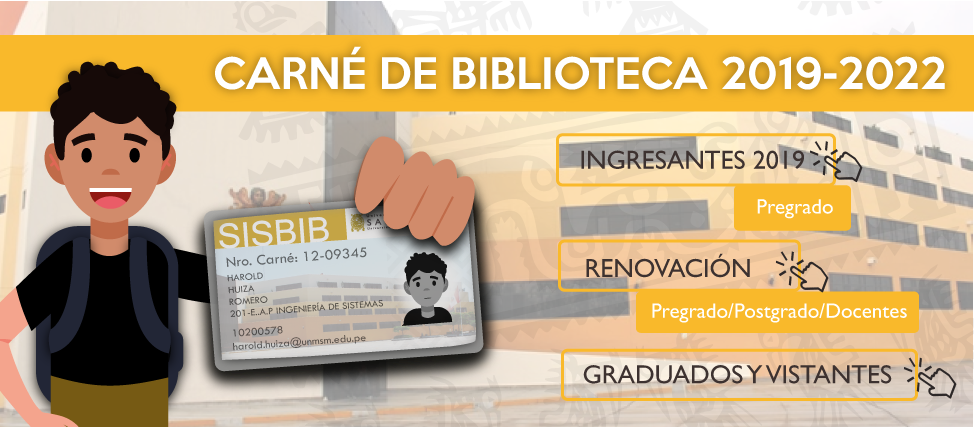 CARNÉ DE BIBLIOTECA 2019-2022
SISBIB
Nro. Carné: 12-09345
HAROLD
HUIZA
ROMERO
201-E..A.P INGENIERÍA DE SISTEMAS
10200578
harold.hulza@unmsm.edu.pe
INGRESANTES 2019
Pregrado
RENOVACIÓN
Pregrado/Postgrado/Docentes
GRADUADOS Y VISTANTES